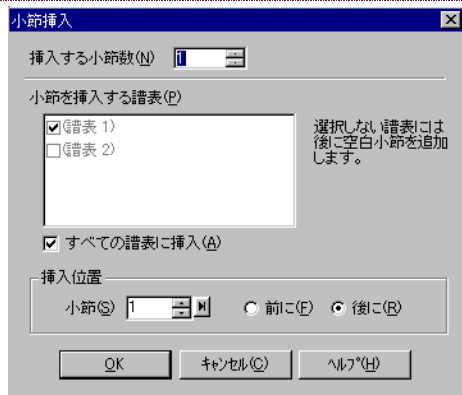 小節挿入
挿入する小節数(N) 1
小節を挿入する譜表(P)
(譜表 1)
(譜表 2)
選択しない譜表には
後に空白小節を追加
します。
すべての譜表に挿入(A)
挿入位置
小節(S) 1 前に(F) 後に(R)
OK キャンセル(C) ヘルプ(H)